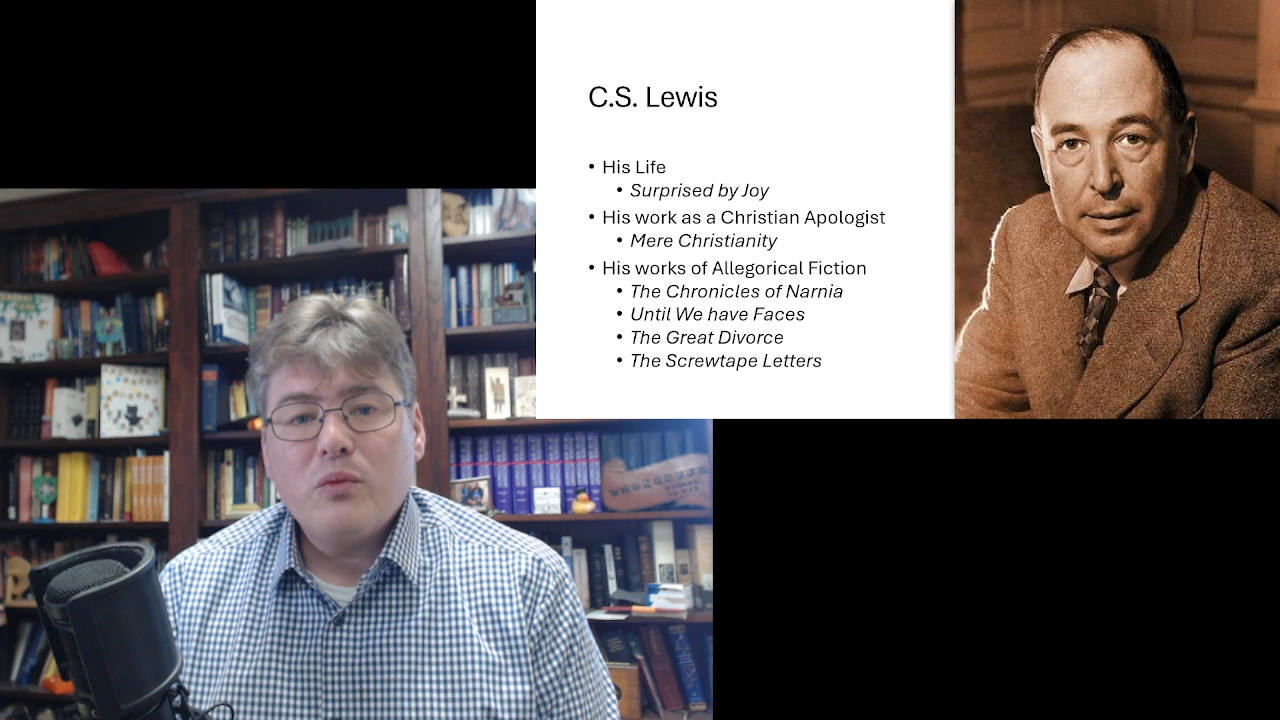 C.S. Lewis
• His Life
• Surprised by Joy
• His work as a Christian Apologist
• Mere Christianity
• His works of Allegorical Fiction
• The Chronicles of Narnia
• Until We have Faces
• The Great Divorce
• The Screwtape Letters